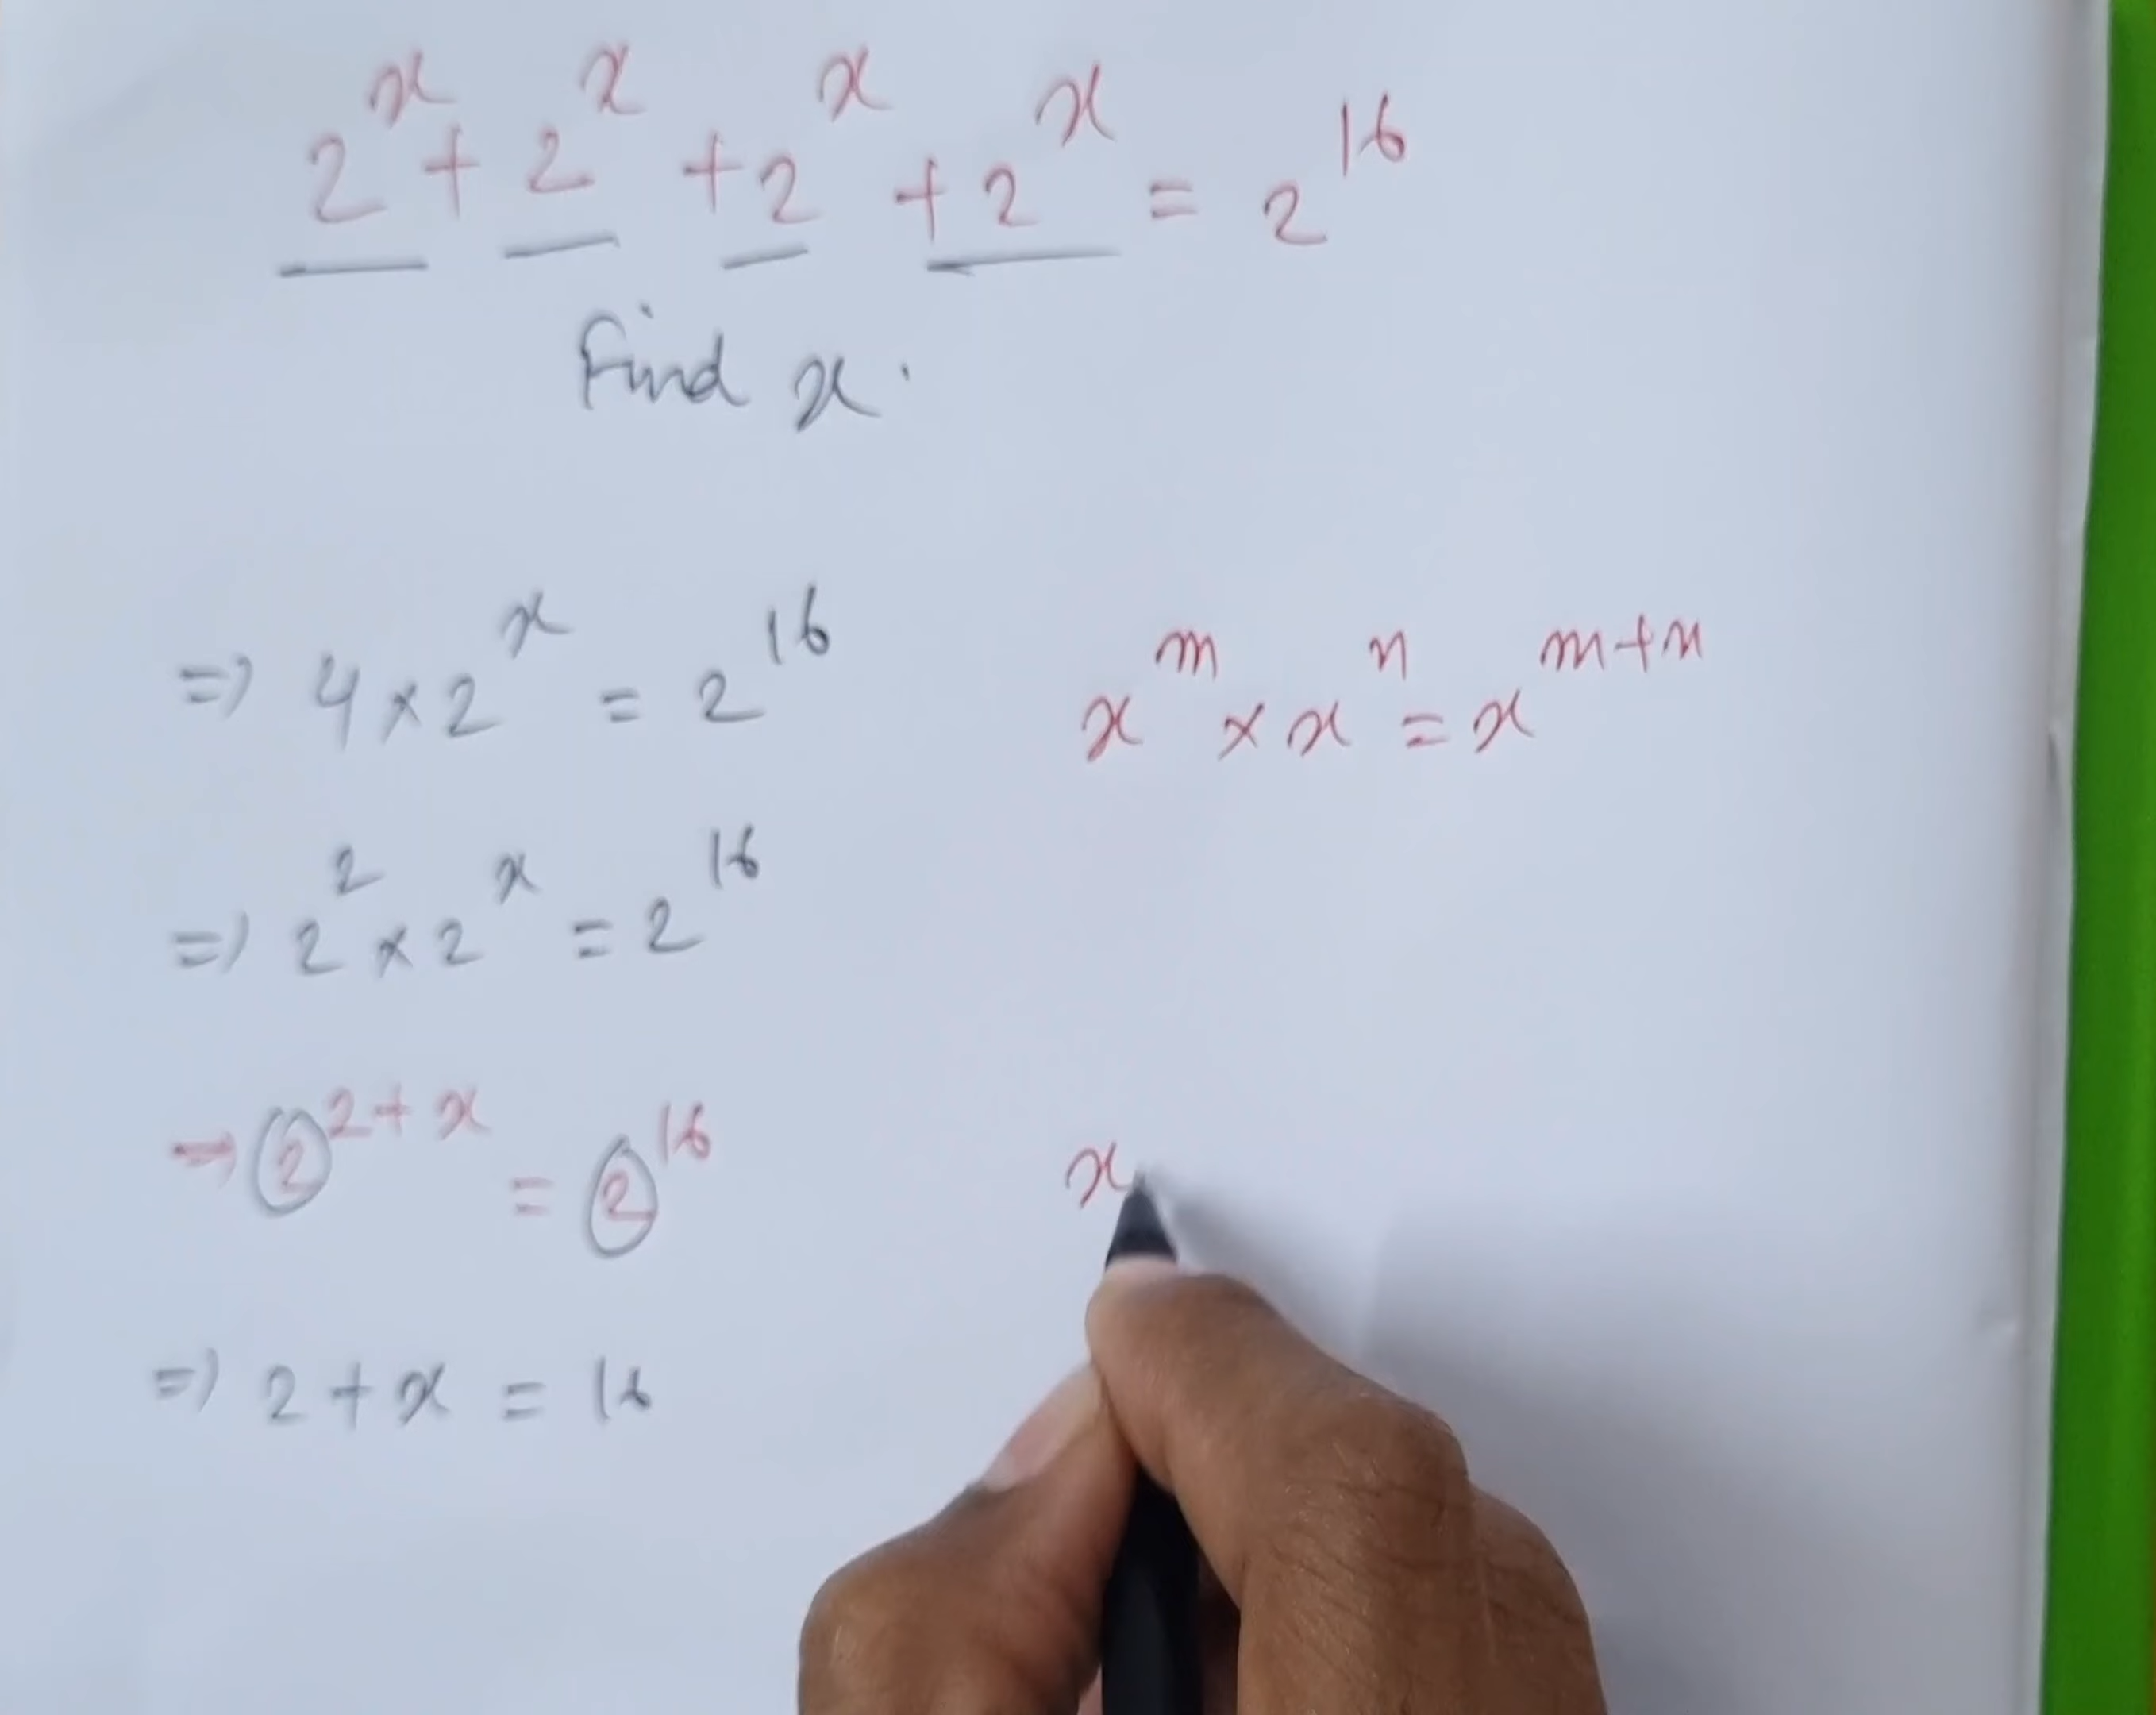 2^x + 2^x + 2^x + 2^x = 2^16
Find x.
=> 4 × 2^x = 2^16
x^m × x^n = x^m+n
=> 2^2 × 2^x = 2^16
=> 2^2+x = 2^16
x
=> 2 + x = 16